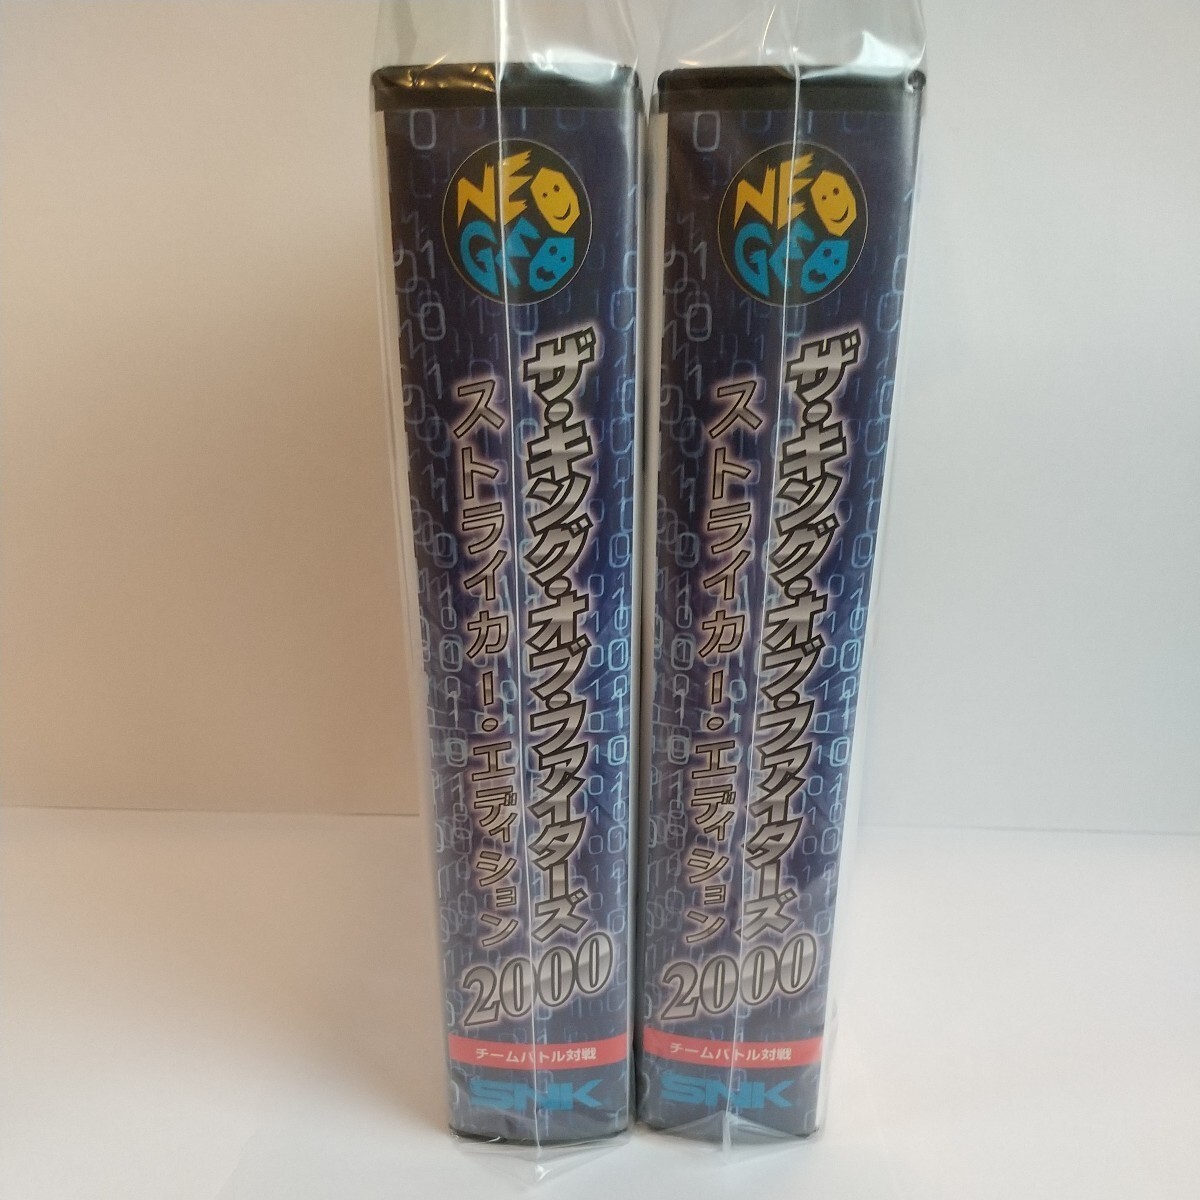 NEO
GEO
ザ・キング・オブ・ファイターズ
ストライカー・エディション
2000
チームバトル対戦
SNK
NEO
GEO
ザ・キング・オブ・ファイターズ
ストライカー・エディション
2000
チームバトル対戦
SNK